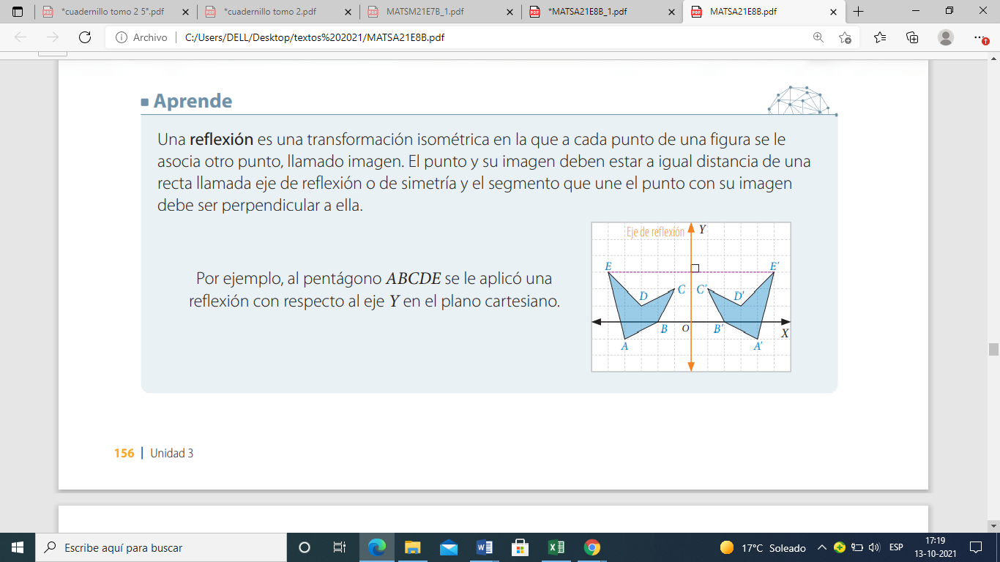 *cuadernillo tomo 2 5°.pdf
*cuadernillo tomo 2.pdf
MATSM21E7B_1.pdf
*MATSA21E8B_1.pdf
MATSA21E8B.pdf
Archivo
C:/Users/DELL/Desktop/textos%202021/MATSA21E8B.pdf
Aprende
Una reflexión es una transformación isométrica en la que a cada punto de una figura se le
asocia otro punto, llamado imagen. El punto y su imagen deben estar a igual distancia de una
recta llamada eje de reflexión o de simetría y el segmento que une el punto con su imagen
debe ser perpendicular a ella.
Por ejemplo, al pentágono ABCDE se le aplicó una
reflexión con respecto al eje Y en el plano cartesiano.
Eje de reflexión Y
E E'
D C C' D'
B O B' X
A A'
156 | Unidad 3
Escribe aquí para buscar
17°C Soleado
ESP
17:19
13-10-2021